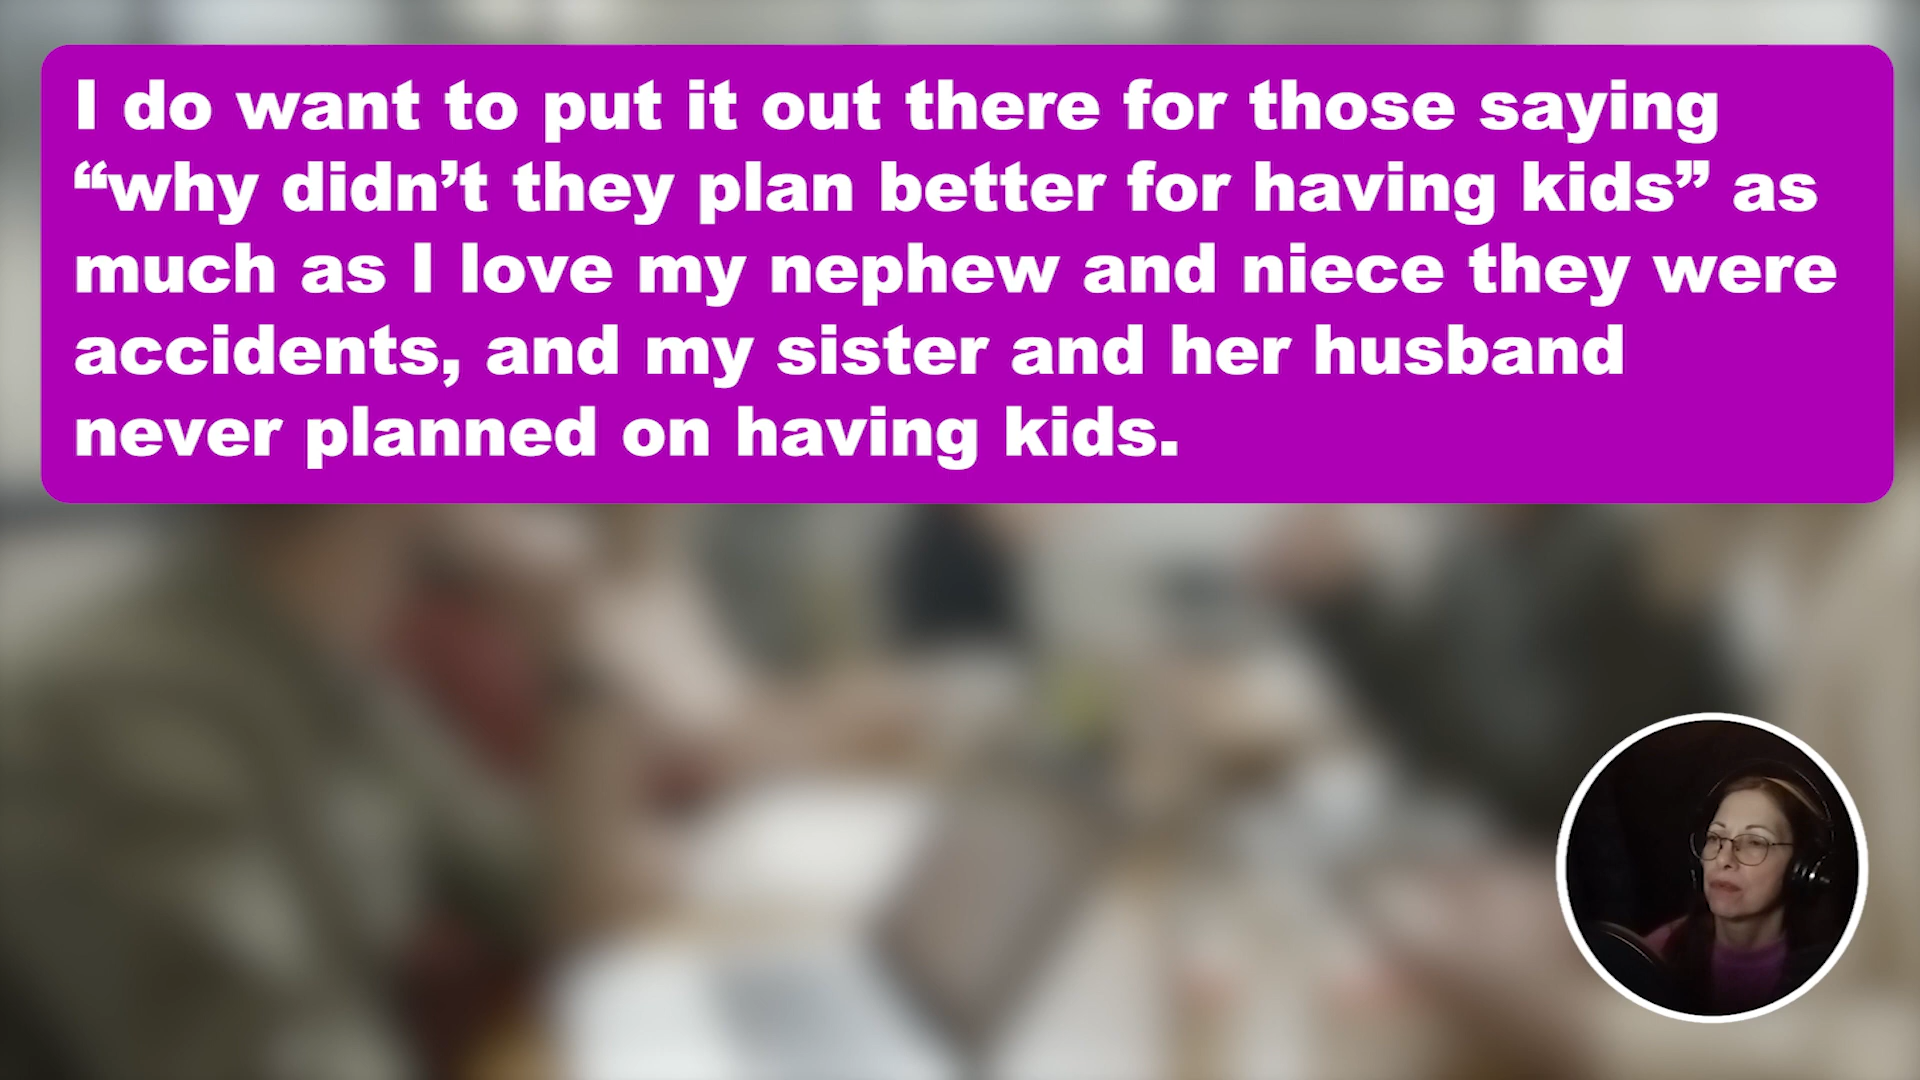 I do want to put it out there for those saying
“why didn’t they plan better for having kids” as
much as I love my nephew and niece they were
accidents, and my sister and her husband
never planned on having kids.